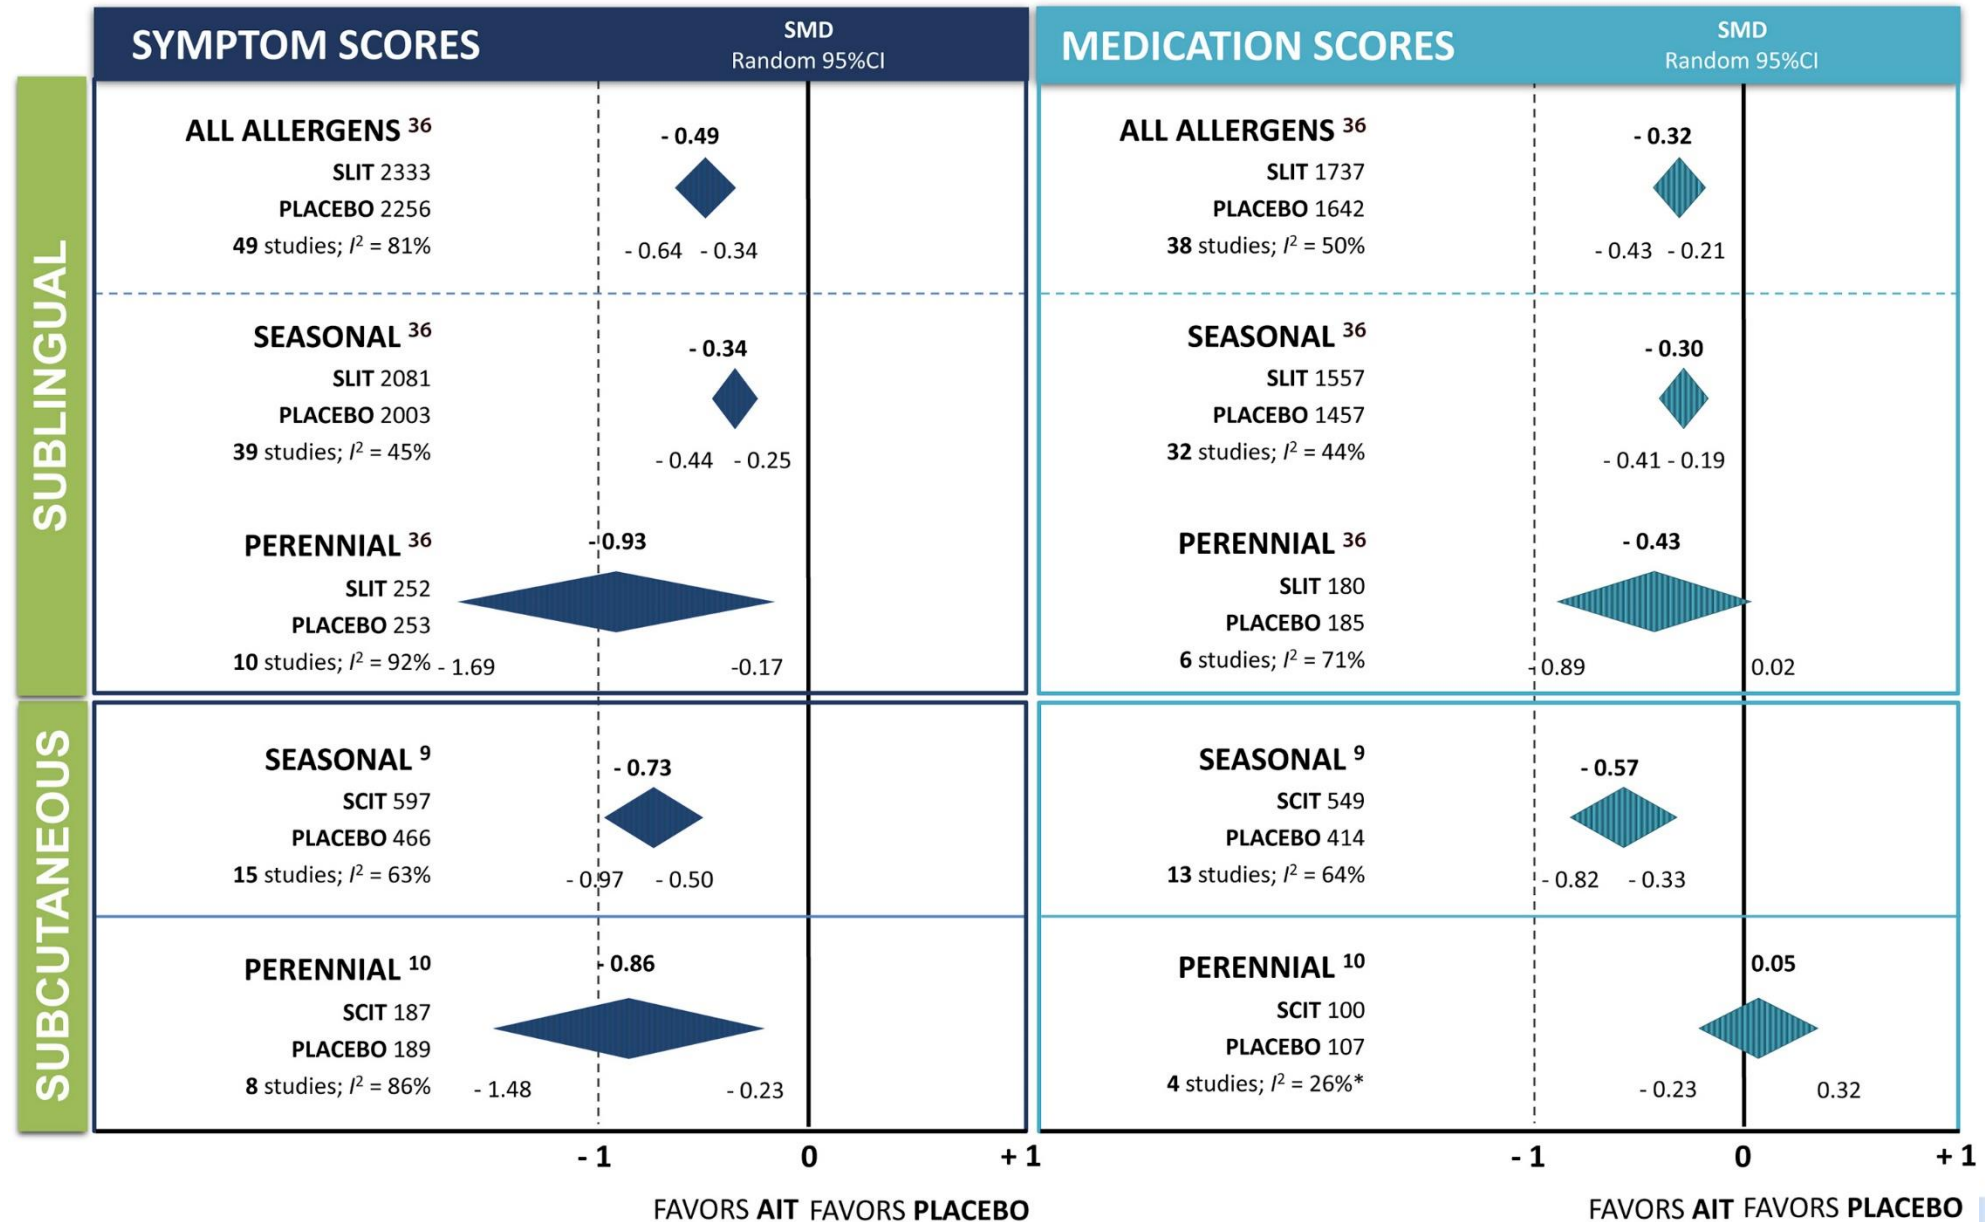 SYMPTOM SCORES
SMD
Random 95%CI
MEDICATION SCORES
SMD
Random 95%CI
SUBLINGUAL
ALL ALLERGENS 36
SLIT 2333
PLACEBO 2256
49 studies; I² = 81%
- 0.49
- 0.64 - 0.34
SEASONAL 36
SLIT 2081
PLACEBO 2003
39 studies; I² = 45%
- 0.34
- 0.44 - 0.25
PERENNIAL 36
SLIT 252
PLACEBO 253
10 studies; I² = 92%
- 0.93
- 1.69 -0.17
ALL ALLERGENS 36
SLIT 1737
PLACEBO 1642
38 studies; I² = 50%
- 0.32
- 0.43 - 0.21
SEASONAL 36
SLIT 1557
PLACEBO 1457
32 studies; I² = 44%
- 0.30
- 0.41 - 0.19
PERENNIAL 36
SLIT 180
PLACEBO 185
6 studies; I² = 71%
- 0.43
- 0.89 0.02
SUBCUTANEOUS
SEASONAL 9
SCIT 597
PLACEBO 466
15 studies; I² = 63%
- 0.73
- 0.97 - 0.50
PERENNIAL 10
SCIT 187
PLACEBO 189
8 studies; I² = 86%
- 0.86
- 1.48 - 0.23
SEASONAL 9
SCIT 549
PLACEBO 414
13 studies; I² = 64%
- 0.57
- 0.82 - 0.33
PERENNIAL 10
SCIT 100
PLACEBO 107
4 studies; I² = 26%*
0.05
- 0.23 0.32
- 1 0 + 1
FAVORS AIT FAVORS PLACEBO
- 1 0 + 1
FAVORS AIT FAVORS PLACEBO